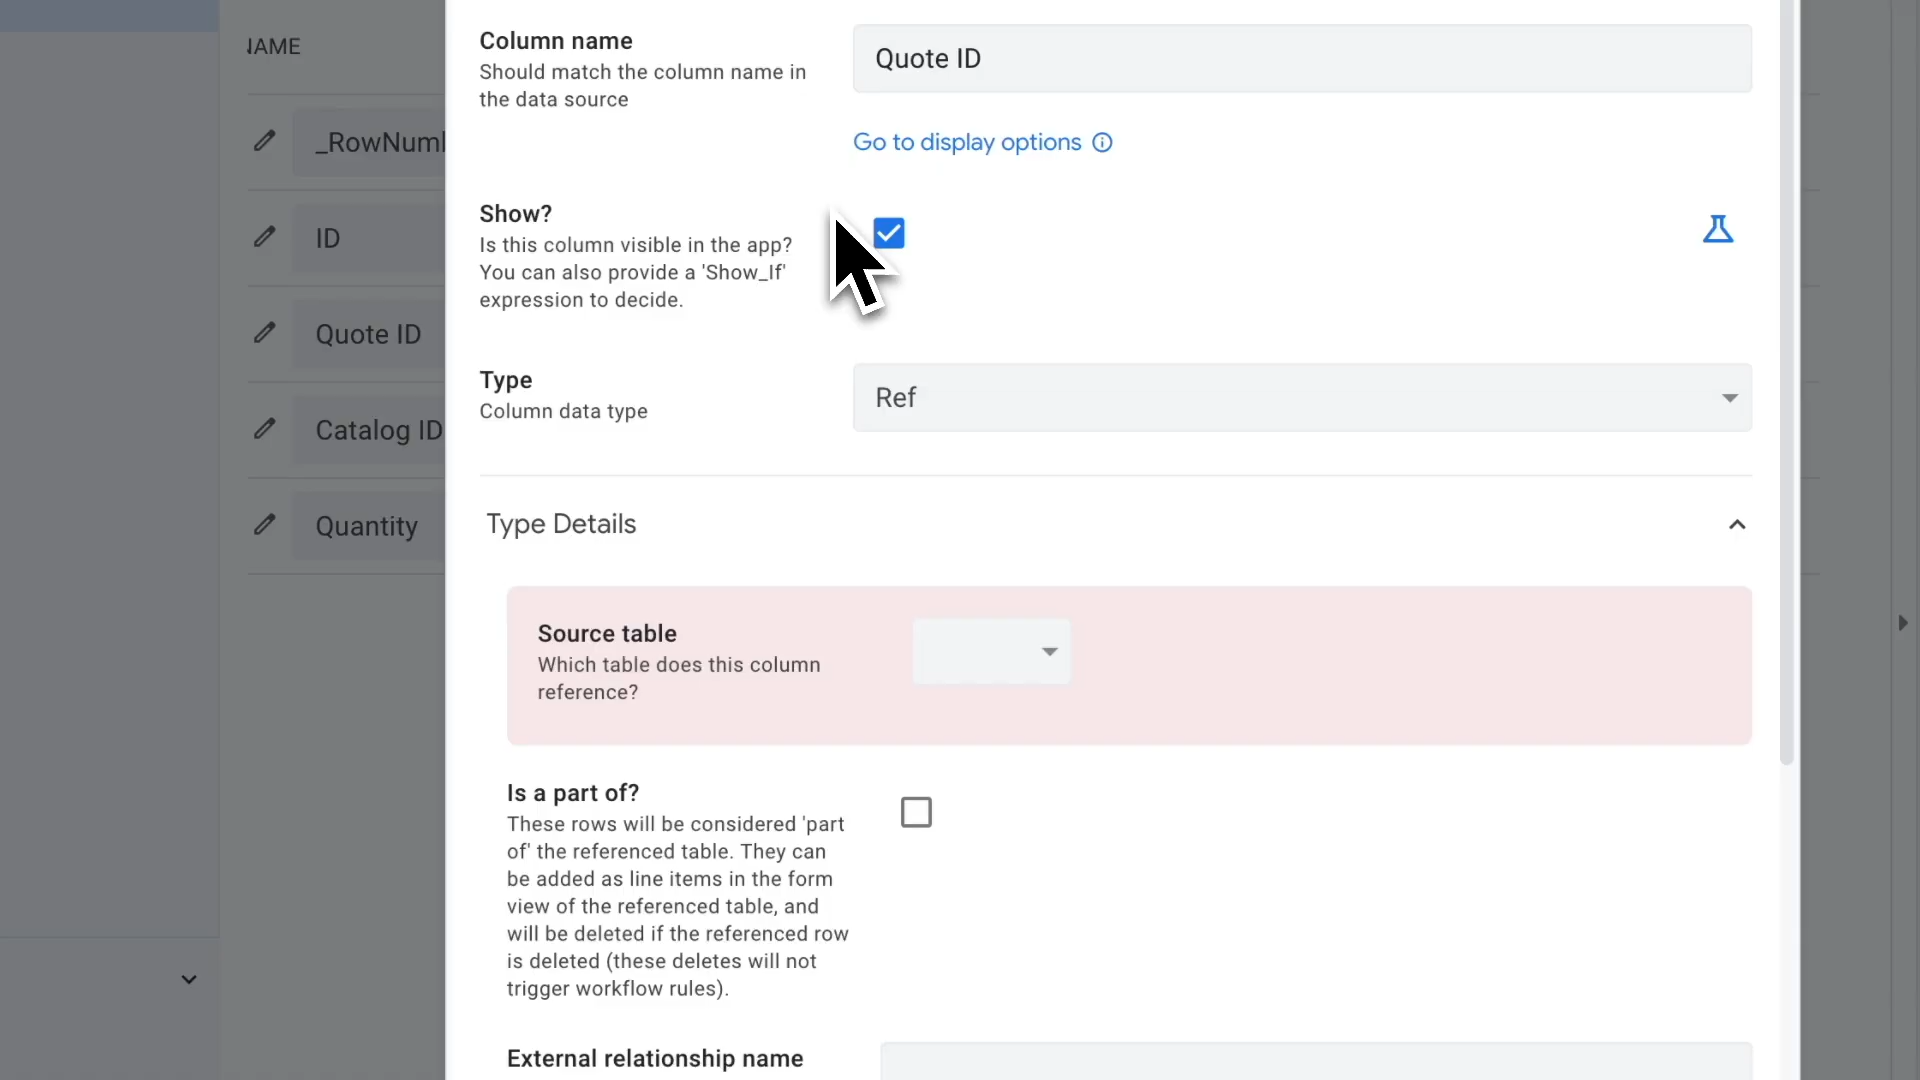 NAME
_RowNum
ID
Quote ID
Catalog ID
Quantity
Column name
Should match the column name in
the data source
Quote ID
Go to display options
Show?
Is this column visible in the app?
You can also provide a 'Show_If'
expression to decide.
Type
Column data type
Ref
Type Details
Source table
Which table does this column
reference?
Is a part of?
These rows will be considered 'part
of' the referenced table. They can
be added as line items in the form
view of the referenced table, and
will be deleted if the referenced row
is deleted (these deletes will not
trigger workflow rules).
External relationship name